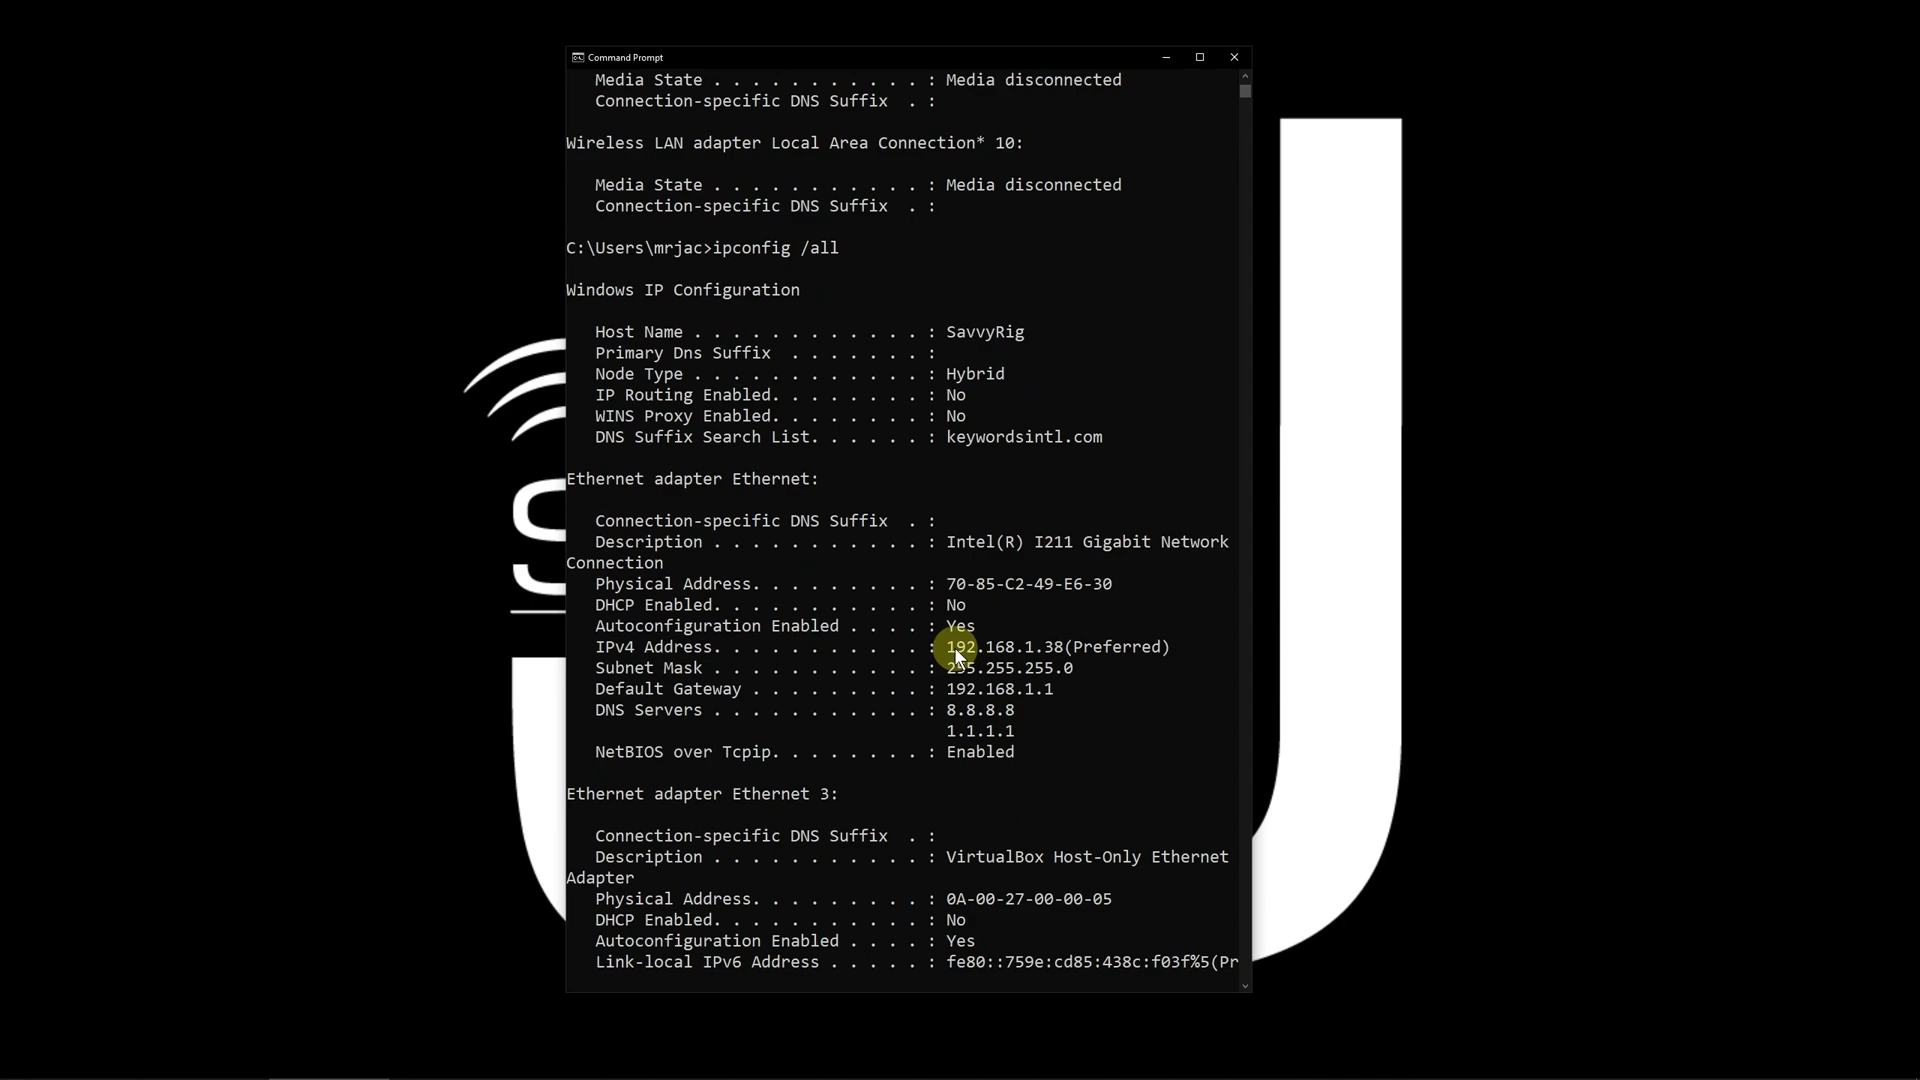 Command Prompt
Media State . . . . . . . . . . . : Media disconnected
Connection-specific DNS Suffix  . :
Wireless LAN adapter Local Area Connection* 10:
Media State . . . . . . . . . . . : Media disconnected
Connection-specific DNS Suffix  . :
C:\Users\mrjac>ipconfig /all
Windows IP Configuration
Host Name . . . . . . . . . . . . : SavvyRig
Primary Dns Suffix  . . . . . . . :
Node Type . . . . . . . . . . . . : Hybrid
IP Routing Enabled. . . . . . . . : No
WINS Proxy Enabled. . . . . . . . : No
DNS Suffix Search List. . . . . . : keywordsintl.com
Ethernet adapter Ethernet:
Connection-specific DNS Suffix  . :
Description . . . . . . . . . . . : Intel(R) I211 Gigabit Network
Connection
Physical Address. . . . . . . . . : 70-85-C2-49-E6-30
DHCP Enabled. . . . . . . . . . . : No
Autoconfiguration Enabled . . . . : Yes
IPv4 Address. . . . . . . . . . . : 192.168.1.38(Preferred)
Subnet Mask . . . . . . . . . . . : 255.255.255.0
Default Gateway . . . . . . . . . : 192.168.1.1
DNS Servers . . . . . . . . . . . : 8.8.8.8
1.1.1.1
NetBIOS over Tcpip. . . . . . . . : Enabled
Ethernet adapter Ethernet 3:
Connection-specific DNS Suffix  . :
Description . . . . . . . . . . . : VirtualBox Host-Only Ethernet
Adapter
Physical Address. . . . . . . . . : 0A-00-27-00-00-05
DHCP Enabled. . . . . . . . . . . : No
Autoconfiguration Enabled . . . . : Yes
Link-local IPv6 Address . . . . . : fe80::759e:cd85:438c:f03f%5(Pr